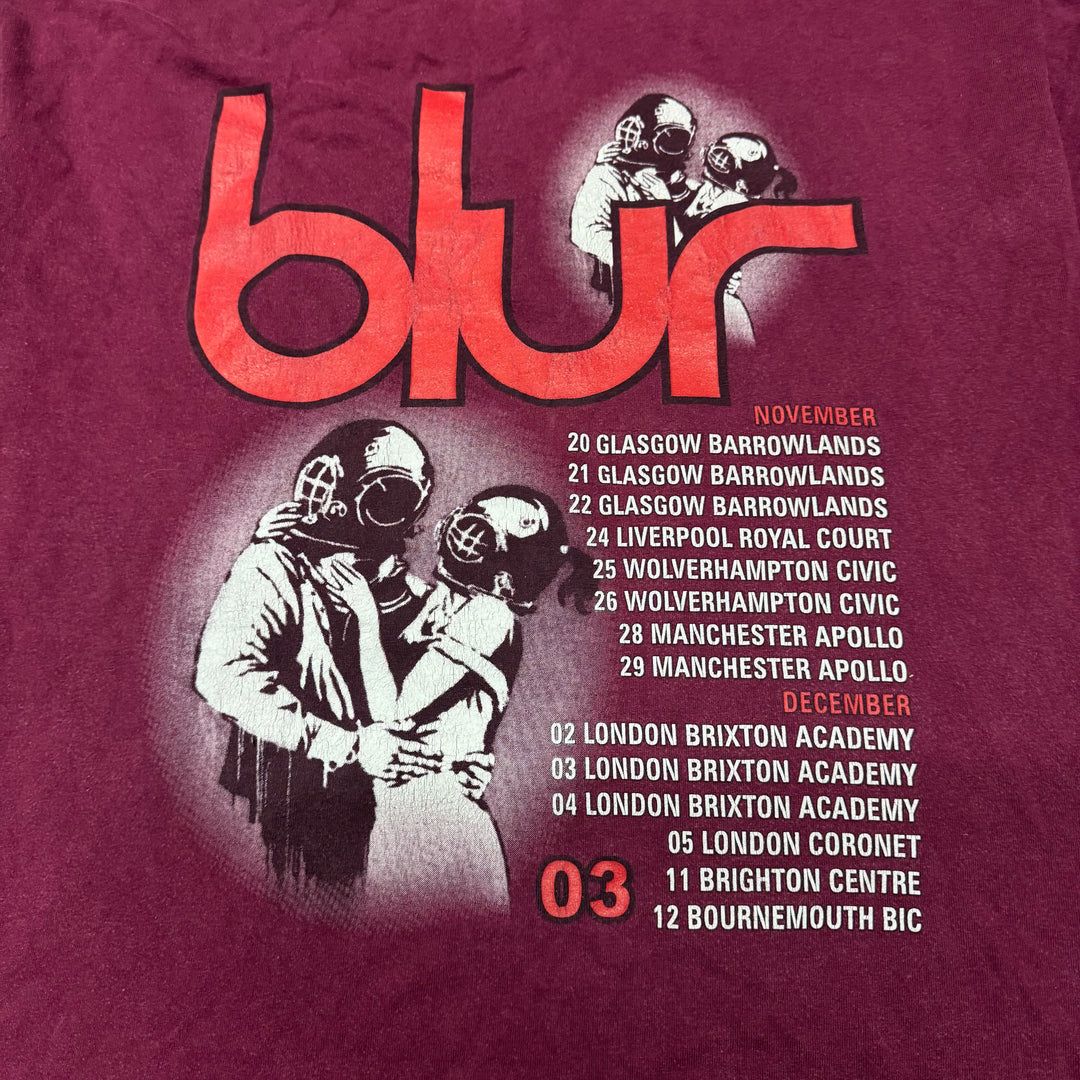 blur
NOVEMBER
20 GLASGOW BARROWLANDS
21 GLASGOW BARROWLANDS
22 GLASGOW BARROWLANDS
24 LIVERPOOL ROYAL COURT
25 WOLVERHAMPTON CIVIC
26 WOLVERHAMPTON CIVIC
28 MANCHESTER APOLLO
29 MANCHESTER APOLLO
DECEMBER
02 LONDON BRIXTON ACADEMY
03 LONDON BRIXTON ACADEMY
04 LONDON BRIXTON ACADEMY
05 LONDON CORONET
11 BRIGHTON CENTRE
12 BOURNEMOUTH BIC
03